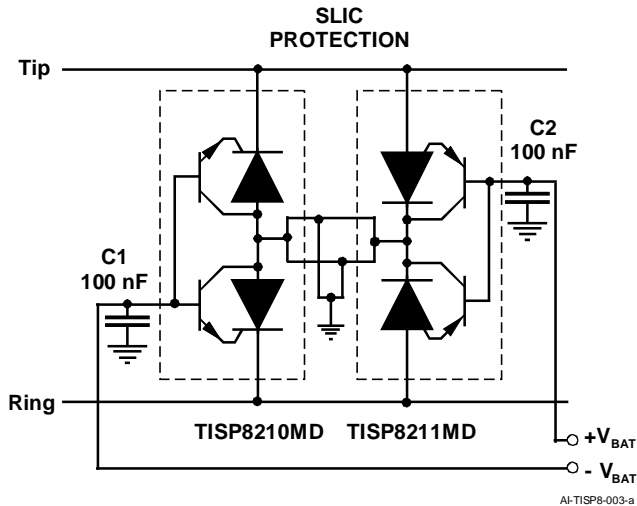 SLIC
PROTECTION
Tip
C2
100 nF
C1
100 nF
Ring
TISP8210MD
TISP8211MD
+VBAT
- VBAT
AI-TISP8-003-a